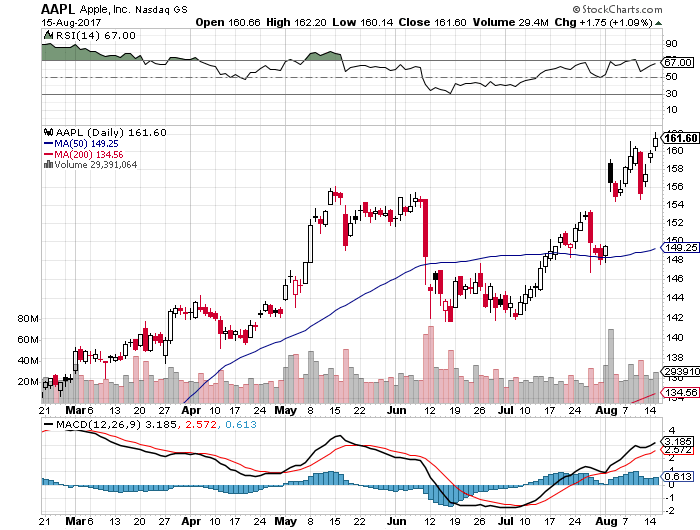 AAPL Apple, Inc. Nasdaq GS © StockCharts.com
15-Aug-2017 Open 160.66 High 162.20 Low 160.14 Close 161.60 Volume 29.4M Chg +1.75 (+1.09%)
RSI(14) 67.00
90
70
67.00
50
30
10
AAPL (Daily) 161.60
MA(50) 149.25
MA(200) 134.56
Volume 29,391,064
161.60
160
158
156
154
152
150
149.25
148
146
144
142
140
138
136
134.56
80M
60M
40M
20M
2939106
21 Mar 6 13 20 27 Apr 10 17 24 May 8 15 22 Jun 12 19 26 Jul 10 17 24 Aug 7 14
MACD(12,26,9) 3.185, 2.572, 0.613
4
3.185
2.572
2
1
0.613
0
-1
21 Mar 6 13 20 27 Apr 10 17 24 May 8 15 22 Jun 12 19 26 Jul 10 17 24 Aug 7 14